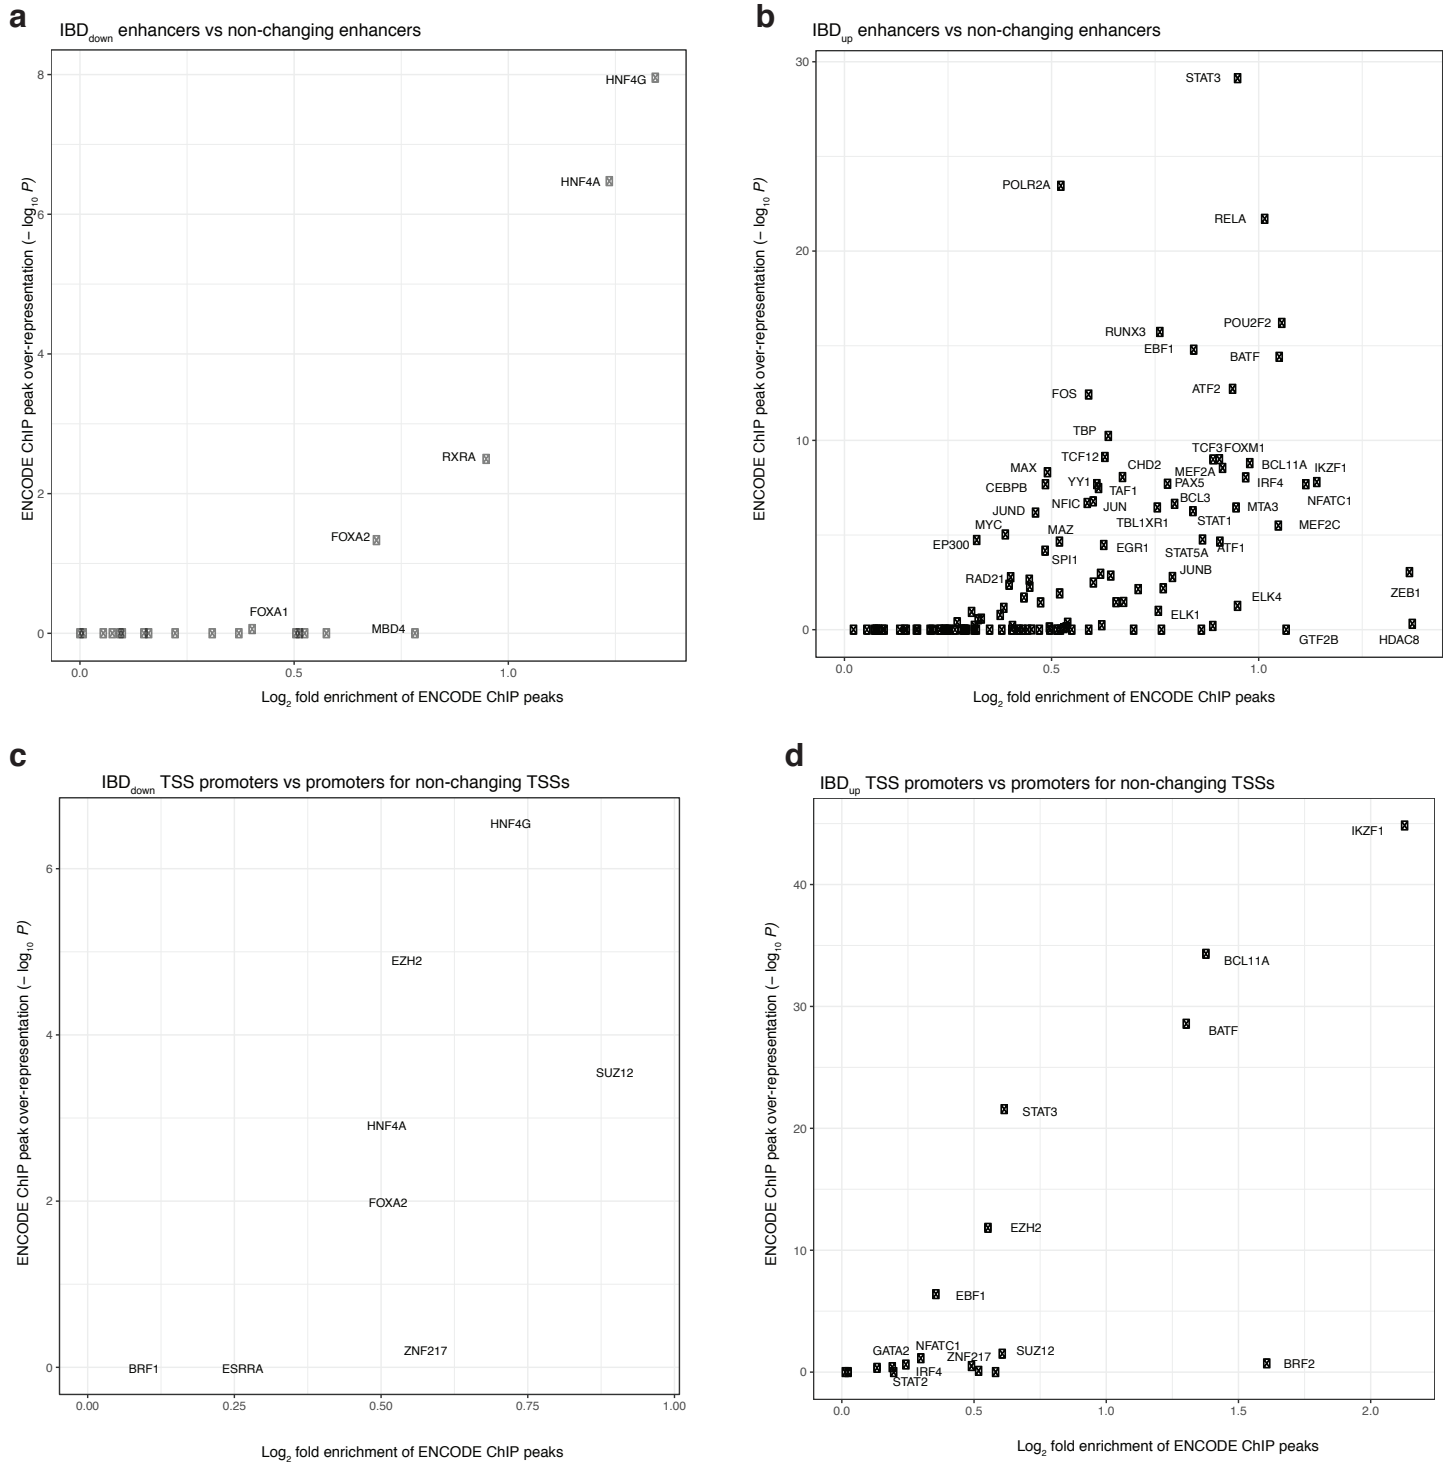 a
IBDdown enhancers vs non-changing enhancers
ENCODE ChIP peak over-representation (− log10 P)
8
6
4
2
0
HNF4G
HNF4A
RXRA
FOXA2
FOXA1
MBD4
0.0 0.5 1.0
Log2 fold enrichment of ENCODE ChIP peaks
b
IBDup enhancers vs non-changing enhancers
ENCODE ChIP peak over-representation (− log10 P)
30
20
10
0
STAT3
POLR2A
RELA
POU2F2
RUNX3
EBF1
BATF
ATF2
FOS
TBP
TCF3 FOXM1
TCF12
MAX
CHD2
BCL11A
IKZF1
MEF2A
CEBPB
YY1
TAF1
PAX5
IRF4
NFATC1
BCL3
NFIC
JUN
MTA3
JUND
TBL1XR1
STAT1
MEF2C
MYC
MAZ
EP300
EGR1
STAT5A
ATF1
SPI1
RAD21
JUNB
ZEB1
ELK4
ELK1
GTF2B
HDAC8
0.0 0.5 1.0
Log2 fold enrichment of ENCODE ChIP peaks
c
IBDdown TSS promoters vs promoters for non-changing TSSs
ENCODE ChIP peak over-representation (− log10 P)
6
4
2
0
HNF4G
EZH2
SUZ12
HNF4A
FOXA2
ZNF217
BRF1
ESRRA
0.00 0.25 0.50 0.75 1.00
Log2 fold enrichment of ENCODE ChIP peaks
d
IBDup TSS promoters vs promoters for non-changing TSSs
ENCODE ChIP peak over-representation (− log10 P)
40
30
20
10
0
IKZF1
BCL11A
BATF
STAT3
EZH2
EBF1
NFATC1
GATA2
SUZ12
ZNF217
BRF2
IRF4
STAT2
0.0 0.5 1.0 1.5 2.0
Log2 fold enrichment of ENCODE ChIP peaks